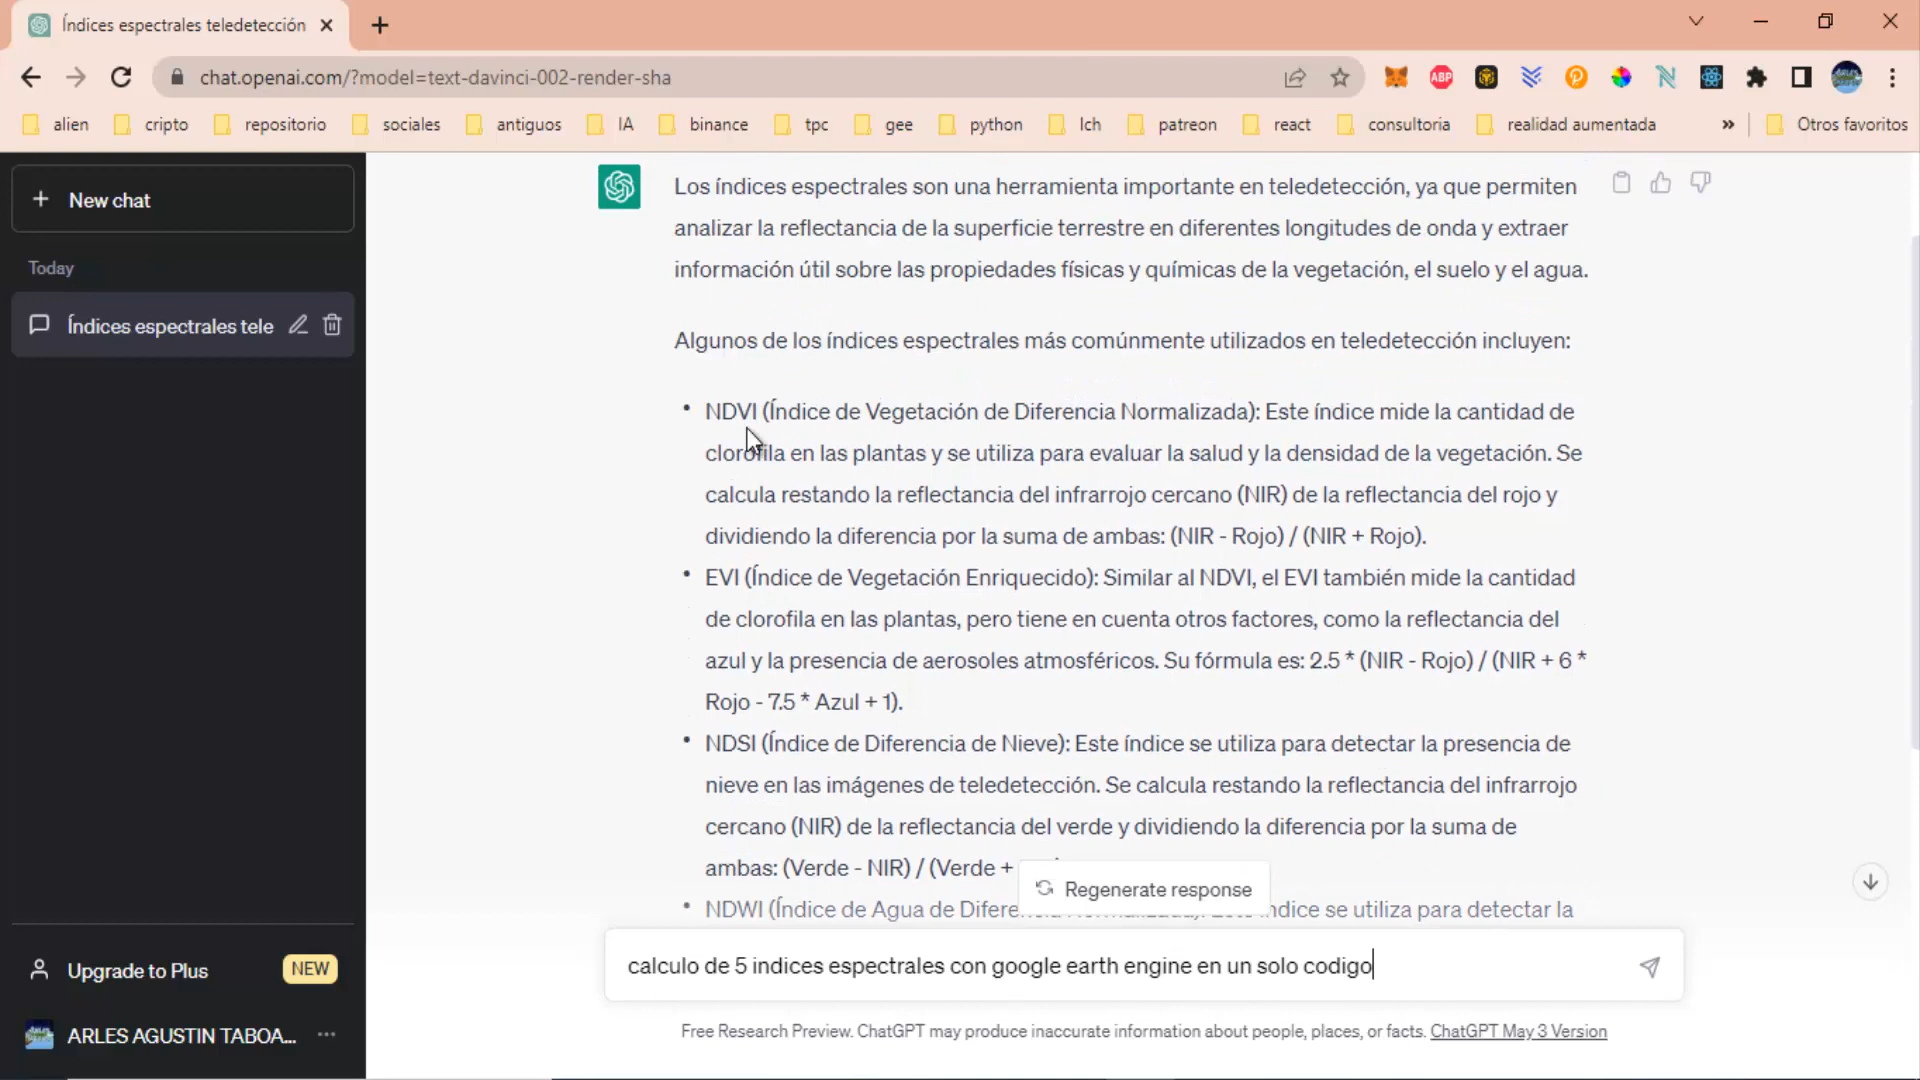 Índices espectrales teledetección
chat.openai.com/?model=text-davinci-002-render-sha
ABP
alien cripto repositorio sociales antiguos IA binance tpc gee python lch patreon react consultoria realidad aumentada » Otros favoritos
+ New chat
Today
Índices espectrales tele
Los índices espectrales son una herramienta importante en teledetección, ya que permiten
analizar la reflectancia de la superficie terrestre en diferentes longitudes de onda y extraer
información útil sobre las propiedades físicas y químicas de la vegetación, el suelo y el agua.
Algunos de los índices espectrales más comúnmente utilizados en teledetección incluyen:
• NDVI (Índice de Vegetación de Diferencia Normalizada): Este índice mide la cantidad de
clorofila en las plantas y se utiliza para evaluar la salud y la densidad de la vegetación. Se
calcula restando la reflectancia del infrarrojo cercano (NIR) de la reflectancia del rojo y
dividiendo la diferencia por la suma de ambas: (NIR - Rojo) / (NIR + Rojo).
• EVI (Índice de Vegetación Enriquecido): Similar al NDVI, el EVI también mide la cantidad
de clorofila en las plantas, pero tiene en cuenta otros factores, como la reflectancia del
azul y la presencia de aerosoles atmosféricos. Su fórmula es: 2.5 * (NIR - Rojo) / (NIR + 6 *
Rojo - 7.5 * Azul + 1).
• NDSI (Índice de Diferencia de Nieve): Este índice se utiliza para detectar la presencia de
nieve en las imágenes de teledetección. Se calcula restando la reflectancia del infrarrojo
cercano (NIR) de la reflectancia del verde y dividiendo la diferencia por la suma de
ambas: (Verde - NIR) / (Verde +
Regenerate response
• NDWI (Índice de Agua de índice se utiliza para detectar la
calculo de 5 indices espectrales con google earth engine en un solo codigo
Free Research Preview. ChatGPT may produce inaccurate information about people, places, or facts. ChatGPT May 3 Version
Upgrade to Plus NEW
ARLES AGUSTIN TABOA...